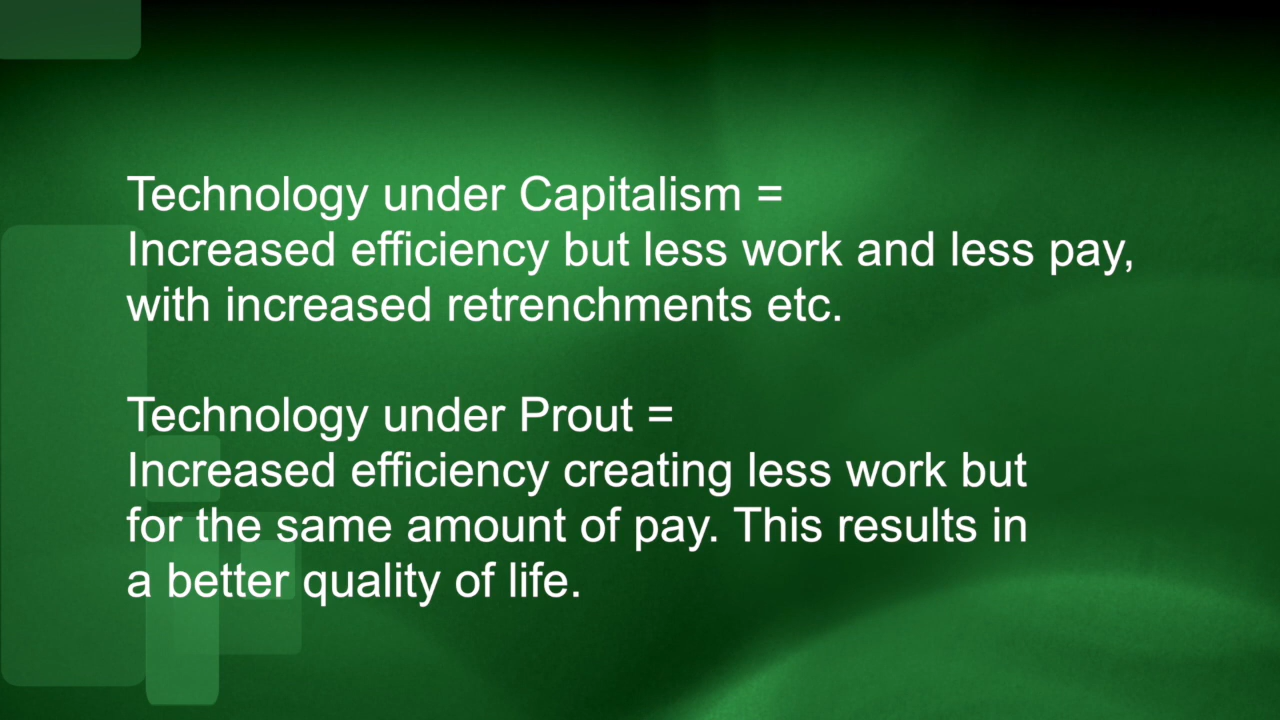 Technology under Capitalism =
Increased efficiency but less work and less pay,
with increased retrenchments etc.
Technology under Prout =
Increased efficiency creating less work but
for the same amount of pay. This results in
a better quality of life.